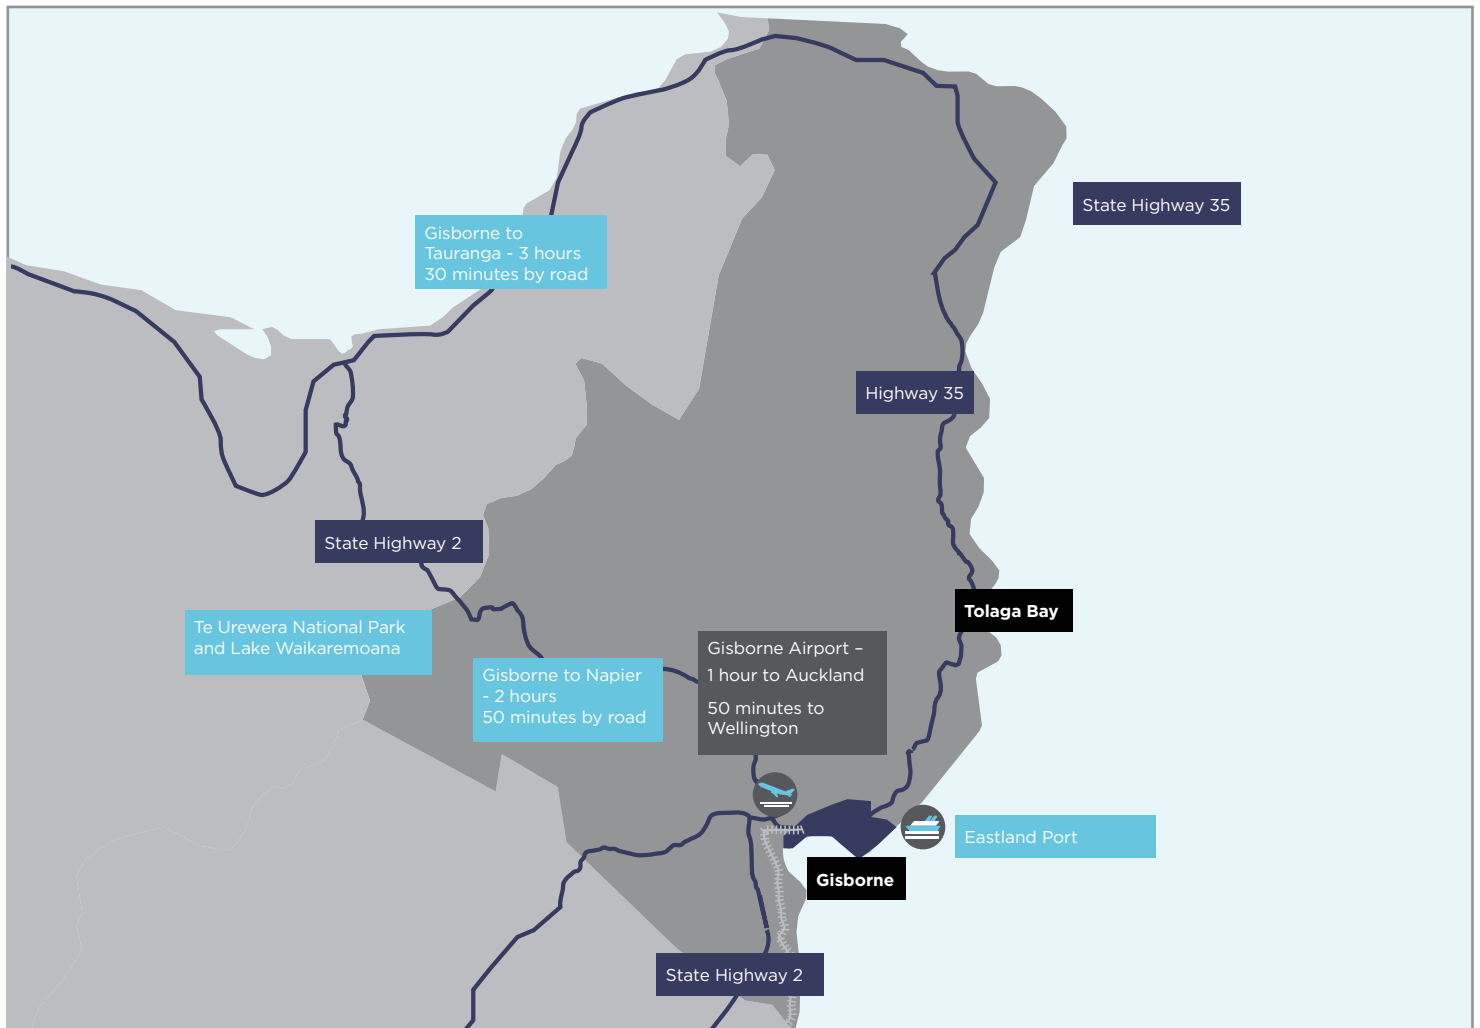 State Highway 35
Gisborne to
Tauranga - 3 hours
30 minutes by road
Highway 35
State Highway 2
Tolaga Bay
Te Urewera National Park
and Lake Waikaremoana
Gisborne Airport –
1 hour to Auckland
50 minutes to
Wellington
Gisborne to Napier
- 2 hours
50 minutes by road
Eastland Port
Gisborne
State Highway 2